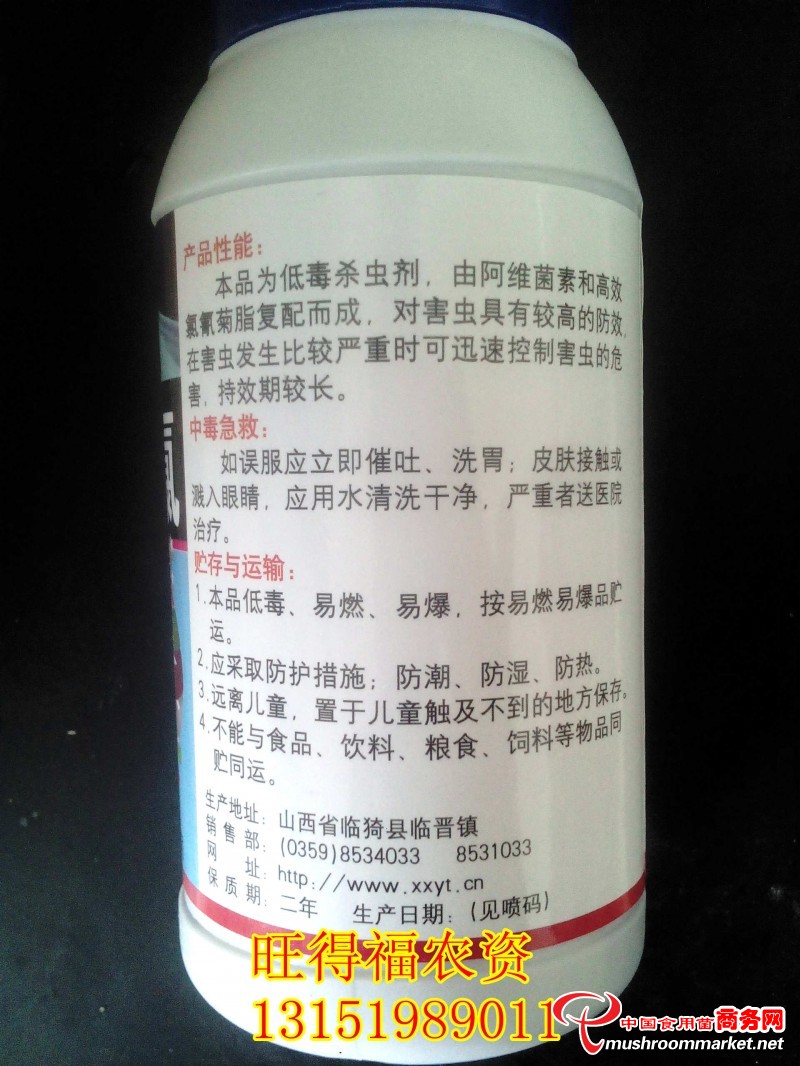 产品性能:
本品为低毒杀虫剂，由阿维菌素和高效
氯氰菊脂复配而成，对害虫具有较高的防效，
在害虫发生比较严重时可迅速控制害虫的危
害，持效期较长。
中毒急救:
如误服应立即催吐、洗胃；皮肤接触或
溅入眼睛，应用水清洗干净，严重者送医院
治疗。
贮存与运输:
1.本品低毒、易燃、易爆，按易燃易爆品贮
运。
2.应采取防护措施；防潮、防湿、防热。
3.远离儿童，置于儿童触及不到的地方保存。
4.不能与食品、饮料、粮食、饲料等物品同
贮同运。
生产地址: 山西省临猗县临晋镇
销售部: (0359)8534033 8531033
网址: http://www.xxyt.cn
保质期: 二年 生产日期: (见喷码)
旺得福农资
13151989011
中国食用菌商务网
mushroommarket.net